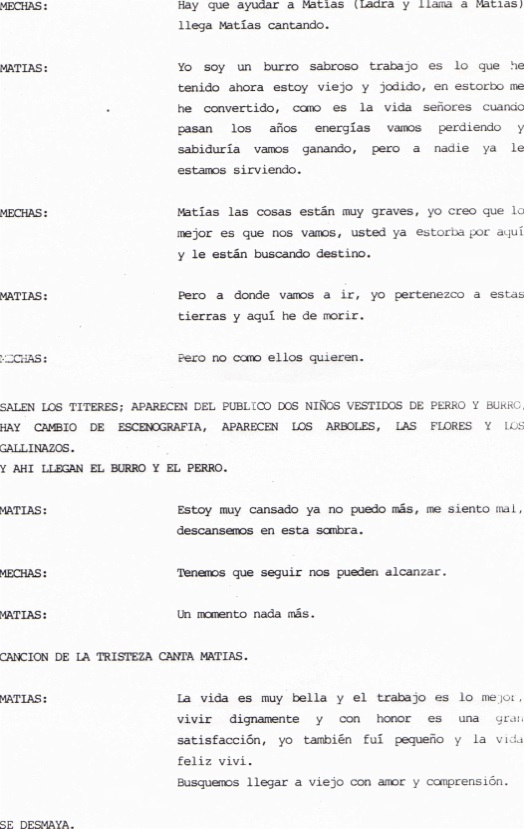 MECHAS: Hay que ayudar a Matías (Ladra y llama a Matías)
llega Matías cantando.
MATIAS: Yo soy un burro sabroso trabajo es lo que he
tenido ahora estoy viejo y jodido, en estorbo me
he convertido, como es la vida señores cuando
pasan los años energías vamos perdiendo y
sabiduría vamos ganando, pero a nadie ya le
estamos sirviendo.
MECHAS: Matías las cosas están muy graves, yo creo que lo
mejor es que nos vamos, usted ya estorba por aquí
y le están buscando destino.
MATIAS: Pero a donde vamos a ir, yo pertenezco a estas
tierras y aquí he de morir.
MECHAS: Pero no como ellos quieren.
SALEN LOS TITERES; APARECEN DEL PUBLICO DOS NIÑOS VESTIDOS DE PERRO Y BURRO,
HAY CAMBIO DE ESCENOGRAFIA, APARECEN LOS ARBOLES, LAS FLORES Y LOS
GALLINAZOS.
Y AHI LLEGAN EL BURRO Y EL PERRO.
MATIAS: Estoy muy cansado ya no puedo más, me siento mal,
descansemos en esta sombra.
MECHAS: Tenemos que seguir nos pueden alcanzar.
MATIAS: Un momento nada más.
CANCION DE LA TRISTEZA CANTA MATIAS.
MATIAS: La vida es muy bella y el trabajo es lo mejor,
vivir dignamente y con honor es una gran
satisfacción, yo también fuí pequeño y la vida
feliz vivi.
Busquemos llegar a viejo con amor y comprensión.
SE DESMAYA.